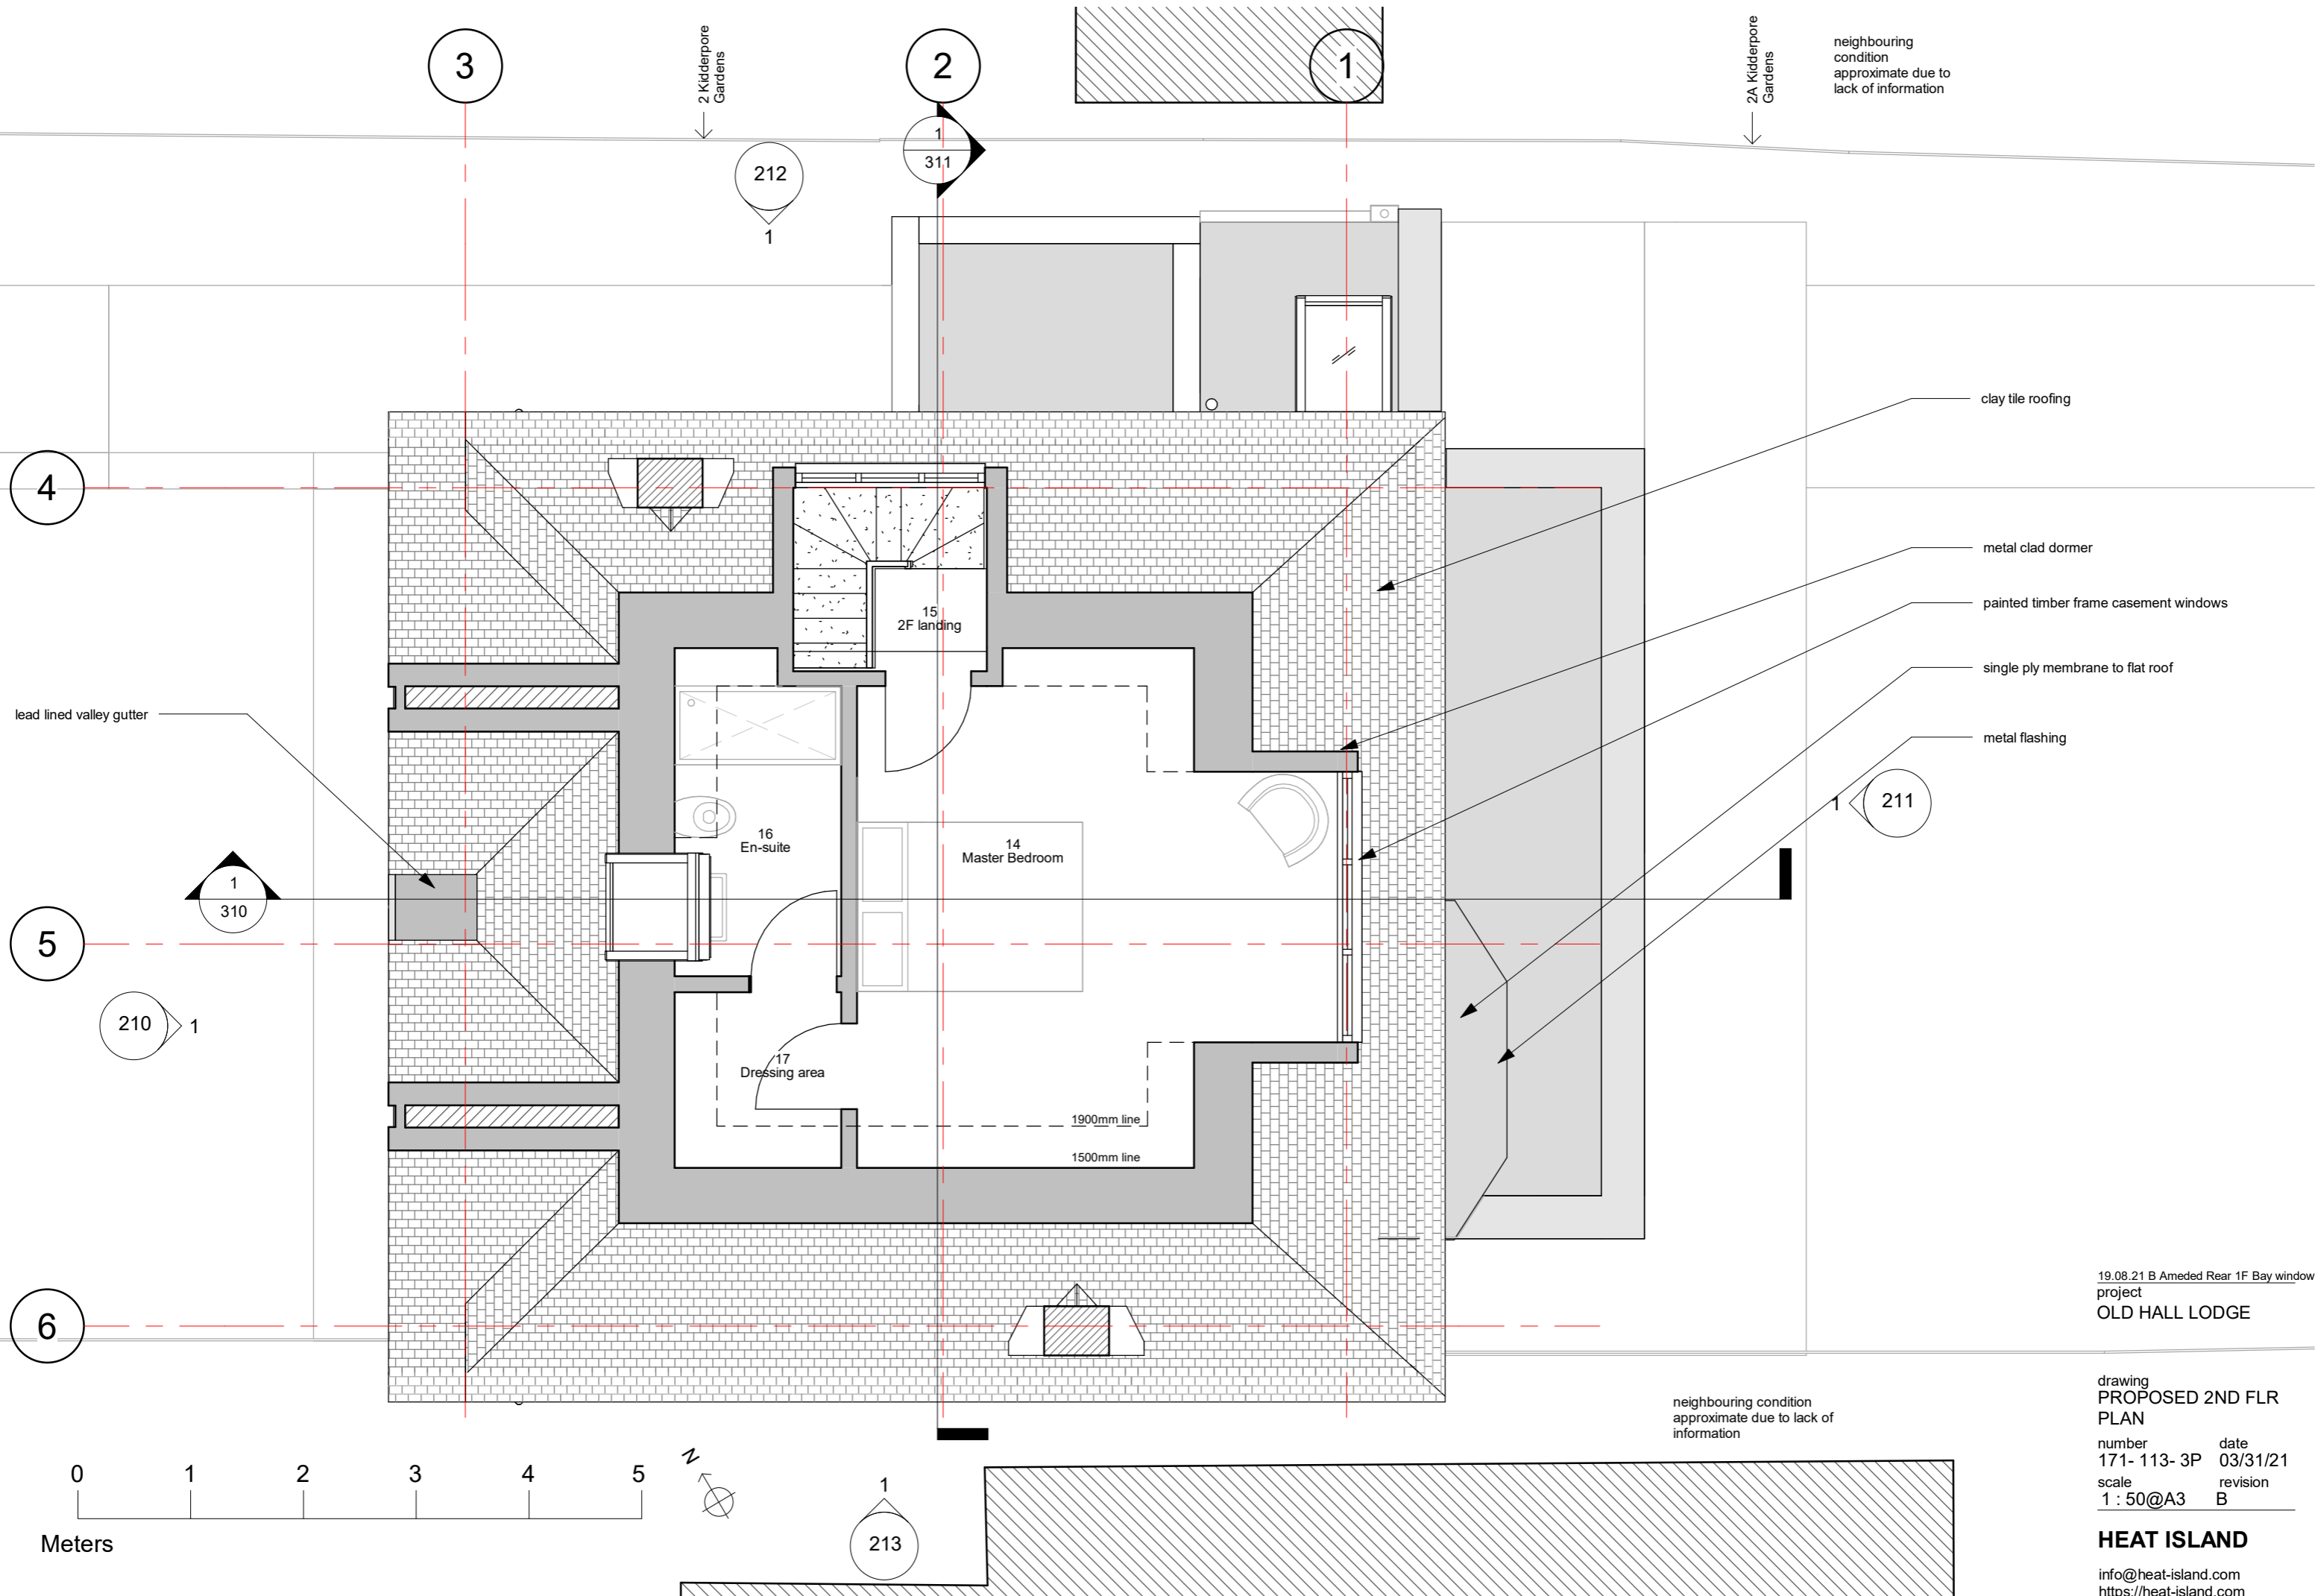 3
2
1
2 Kidderpore
Gardens
2A Kidderpore
Gardens
neighbouring
condition
approximate due to
lack of information
1
311
212
1
clay tile roofing
4
metal clad dormer
painted timber frame casement windows
15
2F landing
single ply membrane to flat roof
lead lined valley gutter
metal flashing
1
211
16
En-suite
14
Master Bedroom
1
310
5
210
1
17
Dressing area
1900mm line
1500mm line
6
19.08.21 B Ameded Rear 1F Bay window
project
OLD HALL LODGE
drawing
PROPOSED 2ND FLR
PLAN
number date
171- 113- 3P 03/31/21
scale revision
1 : 50@A3 B
HEAT ISLAND
info@heat-island.com
https://heat-island.com
neighbouring condition
approximate due to lack of
information
0 1 2 3 4 5
Meters
N
1
213